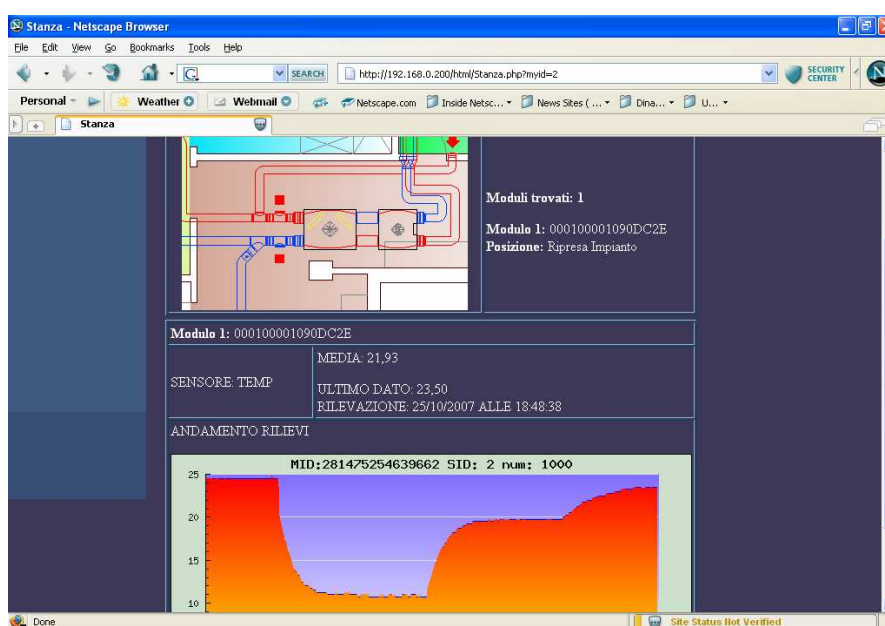 Stanza - Netscape Browser
File Edit View Go Bookmarks Tools Help
G SEARCH http://192.168.0.200/html/Stanza.php?myid=2 SECURITY CENTER N
Personal Weather Webmail Netscape.com Inside Netsc... News Sites ( ... Dina... U...
Stanza
Moduli trovati: 1
Modulo 1: 000100001090DC2E
Posizione: Ripresa Impianto
Modulo 1: 000100001090DC2E
SENSORE: TEMP
MEDIA: 21,93
ULTIMO DATO: 23,50
RILEVAZIONE: 25/10/2007 ALLE 18:48:38
ANDAMENTO RILIEVI
MID:281475254639662 SID: 2 num: 1000
25
20
15
10
Done Site Status Not Verified